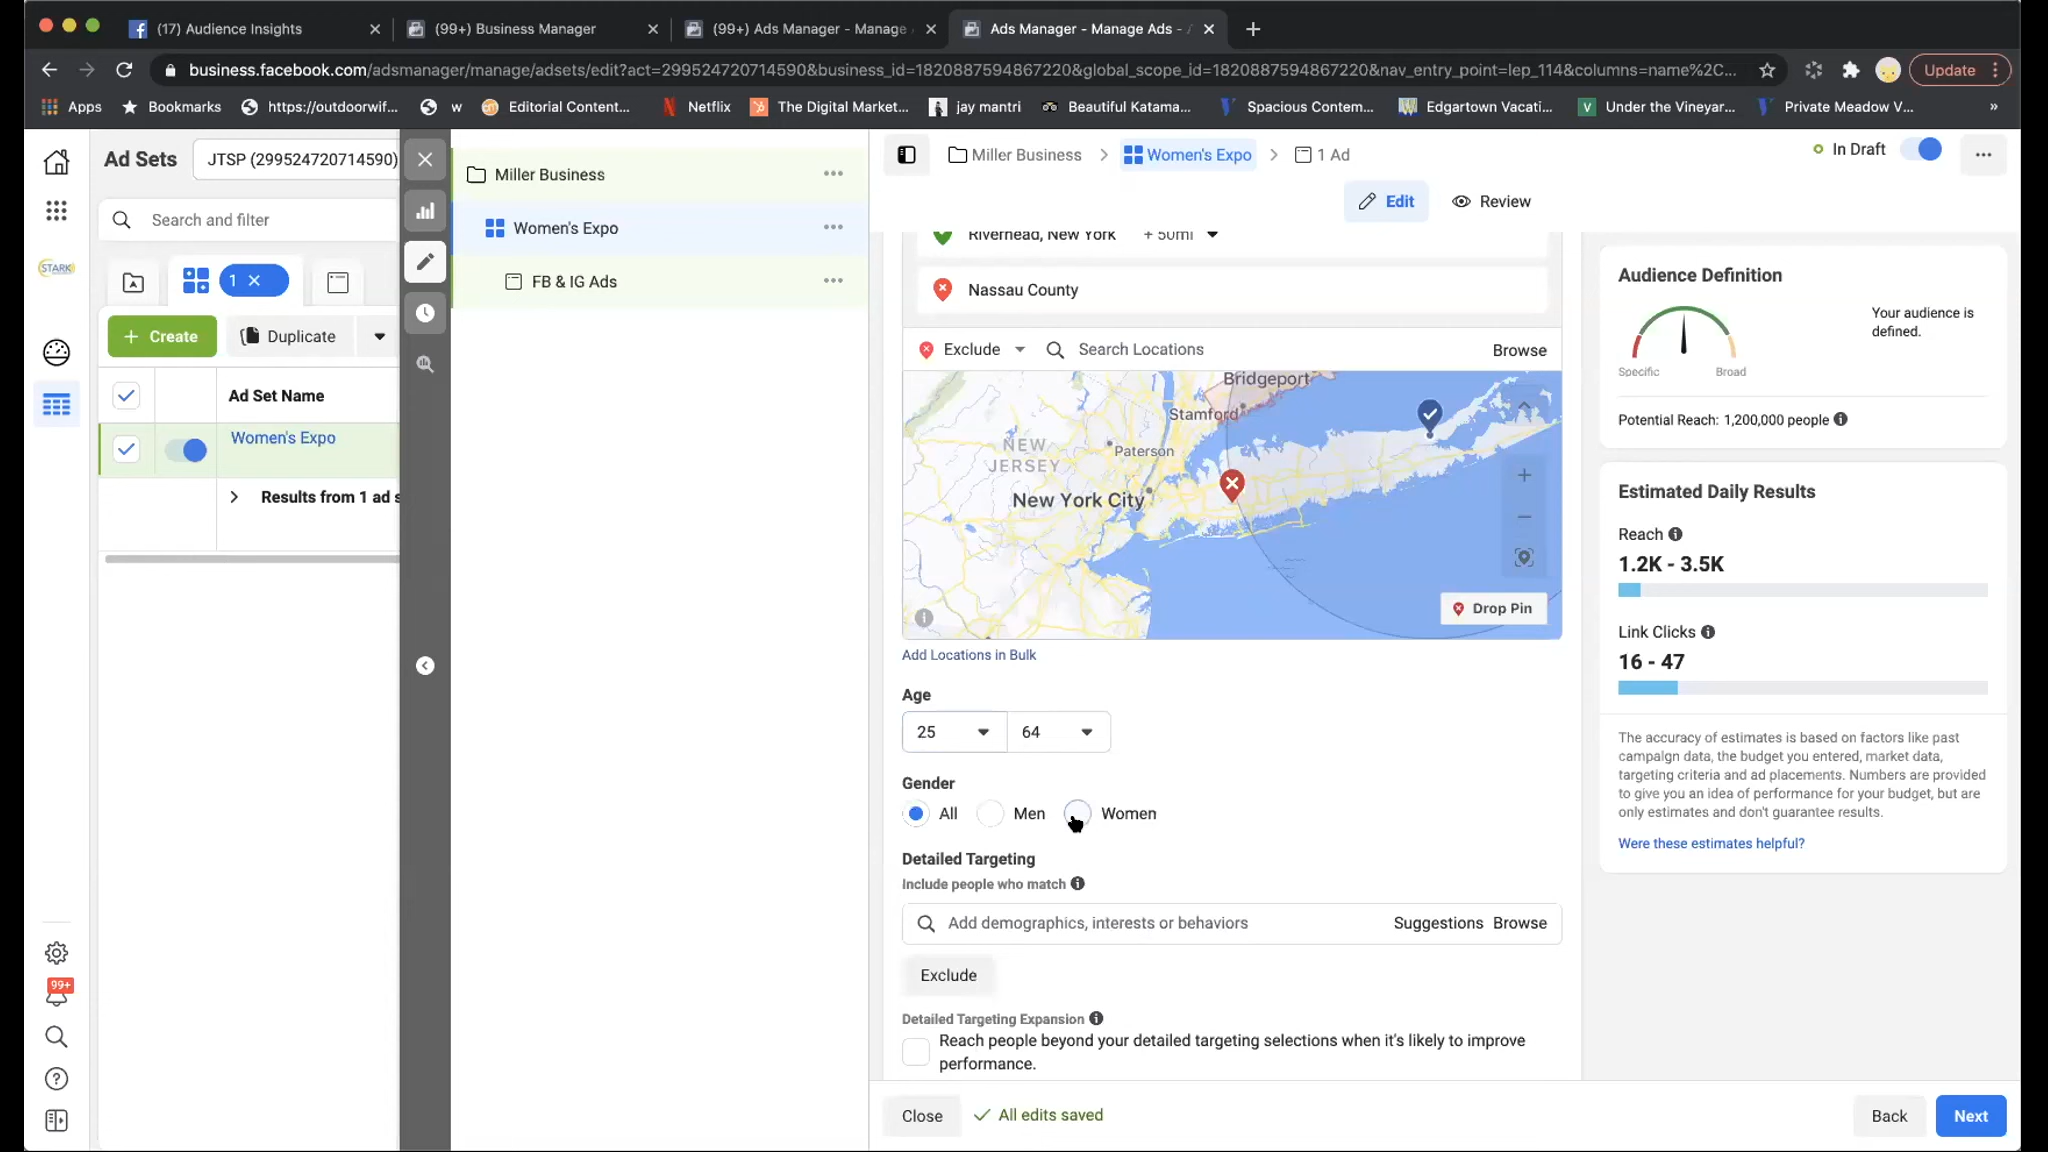 (17) Audience Insights
(99+) Business Manager
(99+) Ads Manager - Manage
Ads Manager - Manage Ads -
business.facebook.com/adsmanager/manage/adsets/edit?act=299524720714590&business_id=1820887594867220&global_scope_id=1820887594867220&nav_entry_point=lep_114&columns=name%2C...
Update
Apps
Bookmarks
https://outdoorwif...
w
Editorial Content...
Netflix
The Digital Market...
jay mantri
Beautiful Katama...
Spacious Contem...
Edgartown Vacati...
Under the Vineyar...
Private Meadow V...
»
Ad Sets
JTSP (299524720714590)
Search and filter
STARK
1
+ Create
Duplicate
Ad Set Name
Women's Expo
Results from 1 ad s
99+
Miller Business
Women's Expo
FB & IG Ads
Miller Business > Women's Expo > 1 Ad
In Draft
Edit
Review
Riverhead, New York + 50mi
Nassau County
Exclude
Search Locations
Browse
Bridgeport
Stamford
NEW
JERSEY
Paterson
New York City
Drop Pin
Add Locations in Bulk
Age
25
64
Gender
All
Men
Women
Detailed Targeting
Include people who match
Add demographics, interests or behaviors
Suggestions
Browse
Exclude
Detailed Targeting Expansion
Reach people beyond your detailed targeting selections when it's likely to improve
performance.
Close
All edits saved
Back
Next
Audience Definition
Your audience is
defined.
Specific
Broad
Potential Reach: 1,200,000 people
Estimated Daily Results
Reach
1.2K - 3.5K
Link Clicks
16 - 47
The accuracy of estimates is based on factors like past
campaign data, the budget you entered, market data,
targeting criteria and ad placements. Numbers are provided
to give you an idea of performance for your budget, but are
only estimates and don't guarantee results.
Were these estimates helpful?